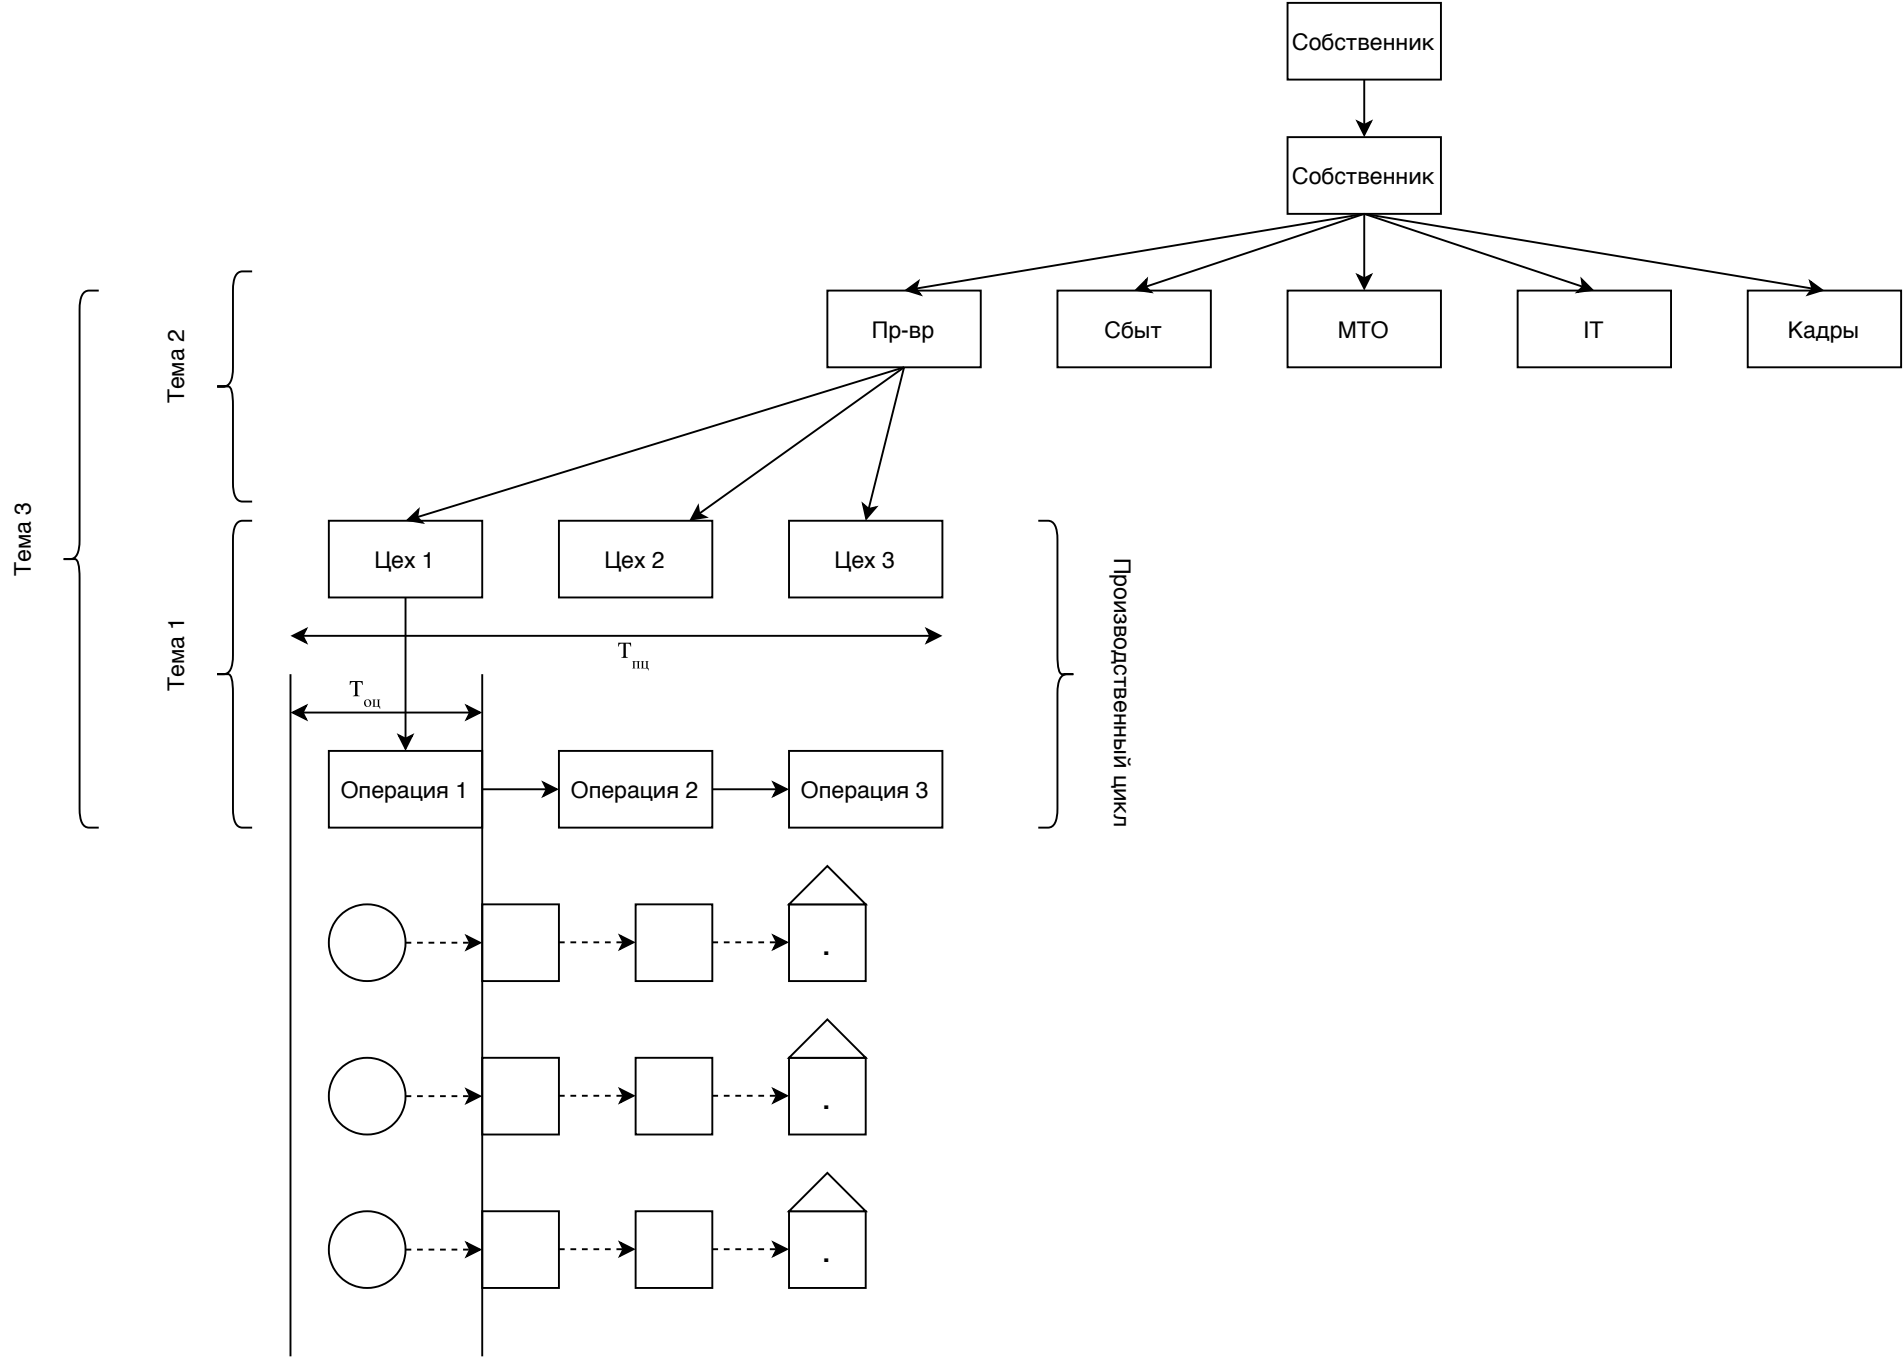 Собственник
Собственник
Пр-вр
Сбыт
МТО
IT
Кадры
Тема 2
Тема 3
Цех 1
Цех 2
Цех 3
Тема 1
Производственный цикл
Тпц
Тоц
Операция 1
Операция 2
Операция 3
.
.
.